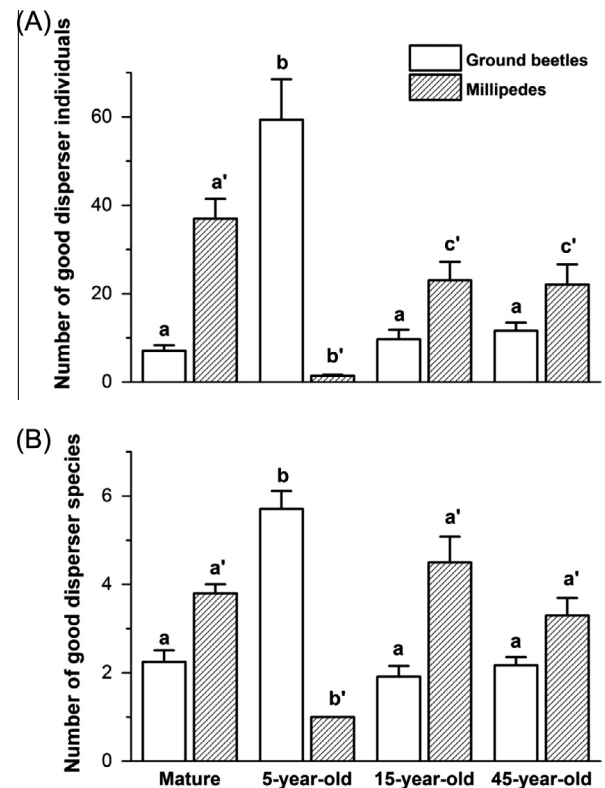 (A)
Number of good disperser individuals
60
40
20
0
Ground beetles
Millipedes
a
a'
b
b'
a
c'
a
c'
(B)
Number of good disperser species
6
4
2
0
a
a'
b
b'
a
a'
a
a'
Mature 5-year-old 15-year-old 45-year-old